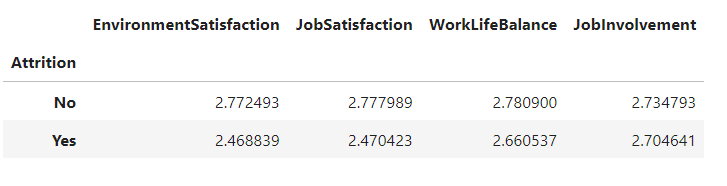 EnvironmentSatisfaction JobSatisfaction WorkLifeBalance JobInvolvement
Attrition
No 2.772493 2.777989 2.780900 2.734793
Yes 2.468839 2.470423 2.660537 2.704641